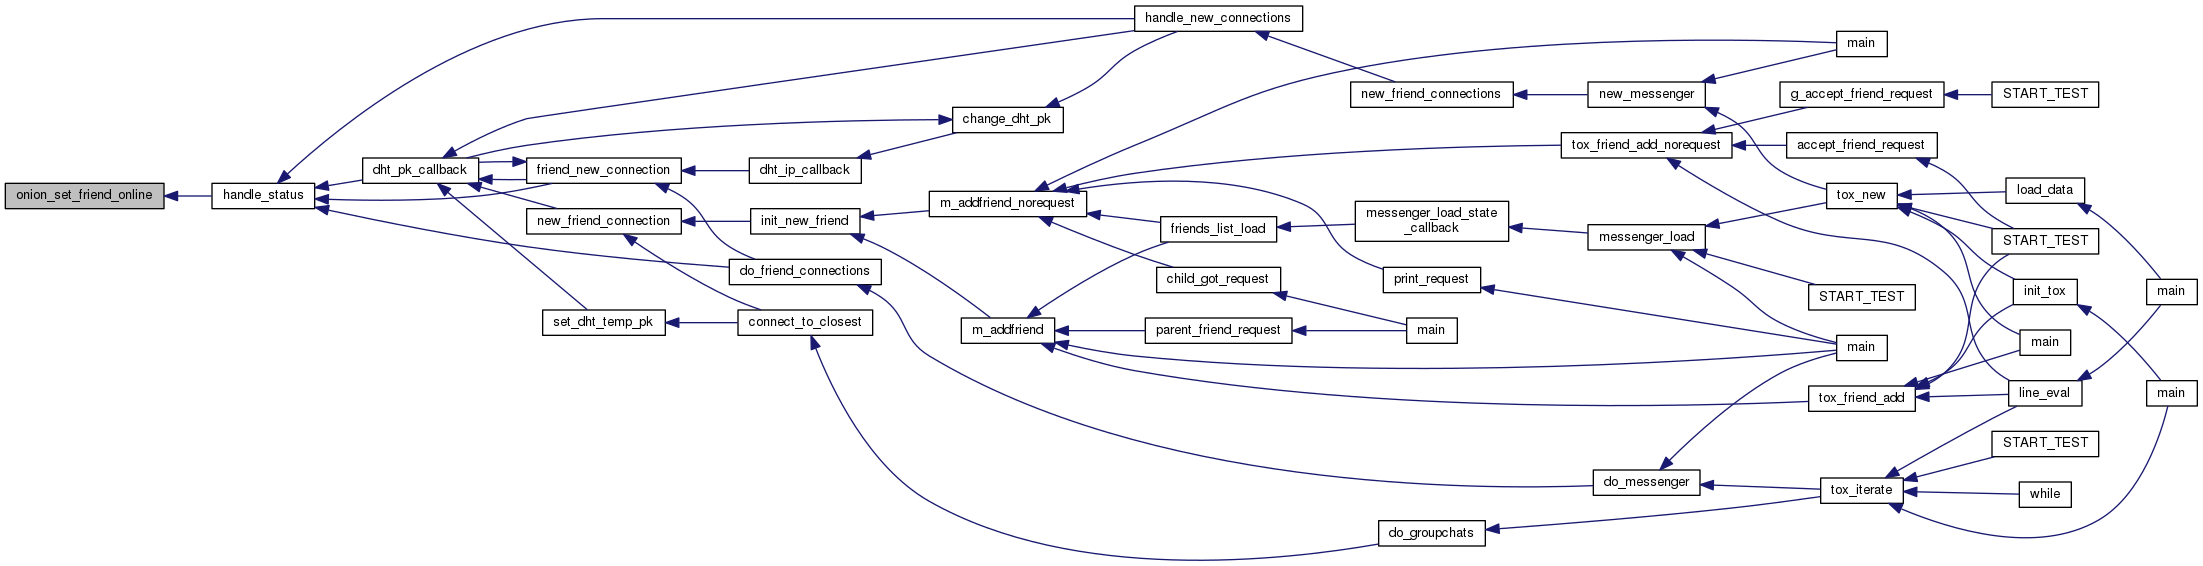 handle_new_connections
main
new_friend_connections
new_messenger
g_accept_friend_request
START_TEST
change_dht_pk
tox_friend_add_norequest
accept_friend_request
dht_pk_callback
friend_new_connection
dht_ip_callback
onion_set_friend_online
handle_status
m_addfriend_norequest
tox_new
load_data
new_friend_connection
init_new_friend
friends_list_load
messenger_load_state
_callback
messenger_load
START_TEST
do_friend_connections
child_got_request
print_request
START_TEST
init_tox
main
set_dht_temp_pk
connect_to_closest
m_addfriend
parent_friend_request
main
main
main
tox_friend_add
line_eval
main
START_TEST
do_messenger
tox_iterate
while
do_groupchats